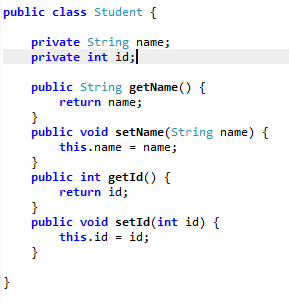 public class Student {
private String name;
private int id;
public String getName() {
return name;
}
public void setName(String name) {
this.name = name;
}
public int getId() {
return id;
}
public void setId(int id) {
this.id = id;
}
}